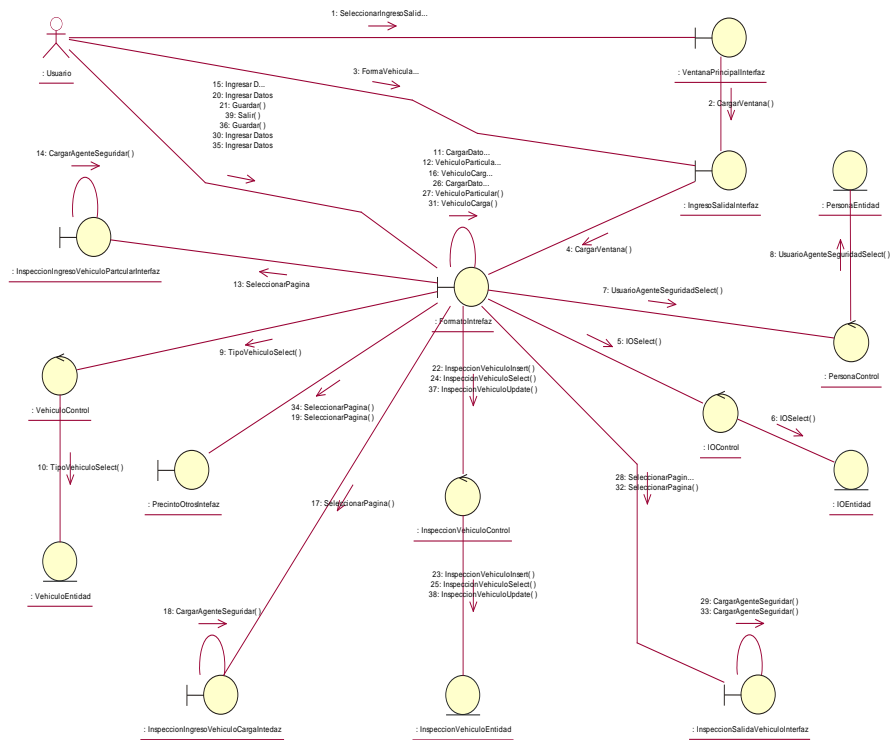 1: SeleccionarIngresoSalid...
: Usuario
: VentanaPrincipalInterfaz
3: FormaVehicula...
2: CargarVentana( )
15: Ingresar D...
20: Ingresar Datos
21: Guardar( )
39: Salir( )
36: Guardar( )
30: Ingresar Datos
35: Ingresar Datos
14: CargarAgenteSeguridar( )
11: CargarDato...
12: VehiculoParticula...
16: VehiculoCarg...
26: CargarDato...
27: VehiculoParticular( )
31: VehiculoCarga( )
: IngresoSalidaInterfaz
: PersonaEntidad
4: CargarVentana( )
8: UsuarioAgenteSeguridadSelect( )
: InspeccionIngresoVehiculoPartcularInterfaz
13: SeleccionarPagina
7: UsuarioAgenteSeguridadSelect( )
: FormatoIntrefaz
5: IOSelect( )
9: TipoVehiculoSelect( )
: PersonaControl
22: InspeccionVehiculoInsert( )
24: InspeccionVehiculoSelect( )
37: InspeccionVehiculoUpdate( )
: VehiculoControl
34: SeleccionarPagina( )
19: SeleccionarPagina( )
6: IOSelect( )
: IOControl
10: TipoVehiculoSelect( )
28: SeleccionarPagin...
32: SeleccionarPagina( )
: PrecintoOtrosIntefaz
17: SeleccionarPagina( )
: IOEntidad
: InspeccionVehiculoControl
23: InspeccionVehiculoInsert( )
25: InspeccionVehiculoSelect( )
38: InspeccionVehiculoUpdate( )
: VehiculoEntidad
18: CargarAgenteSeguridar( )
29: CargarAgenteSeguridar( )
33: CargarAgenteSeguridar( )
: InspeccionIngresoVehiculoCargaIntedaz
: InspeccionVehiculoEntidad
: InspeccionSalidaVehiculoInterfaz